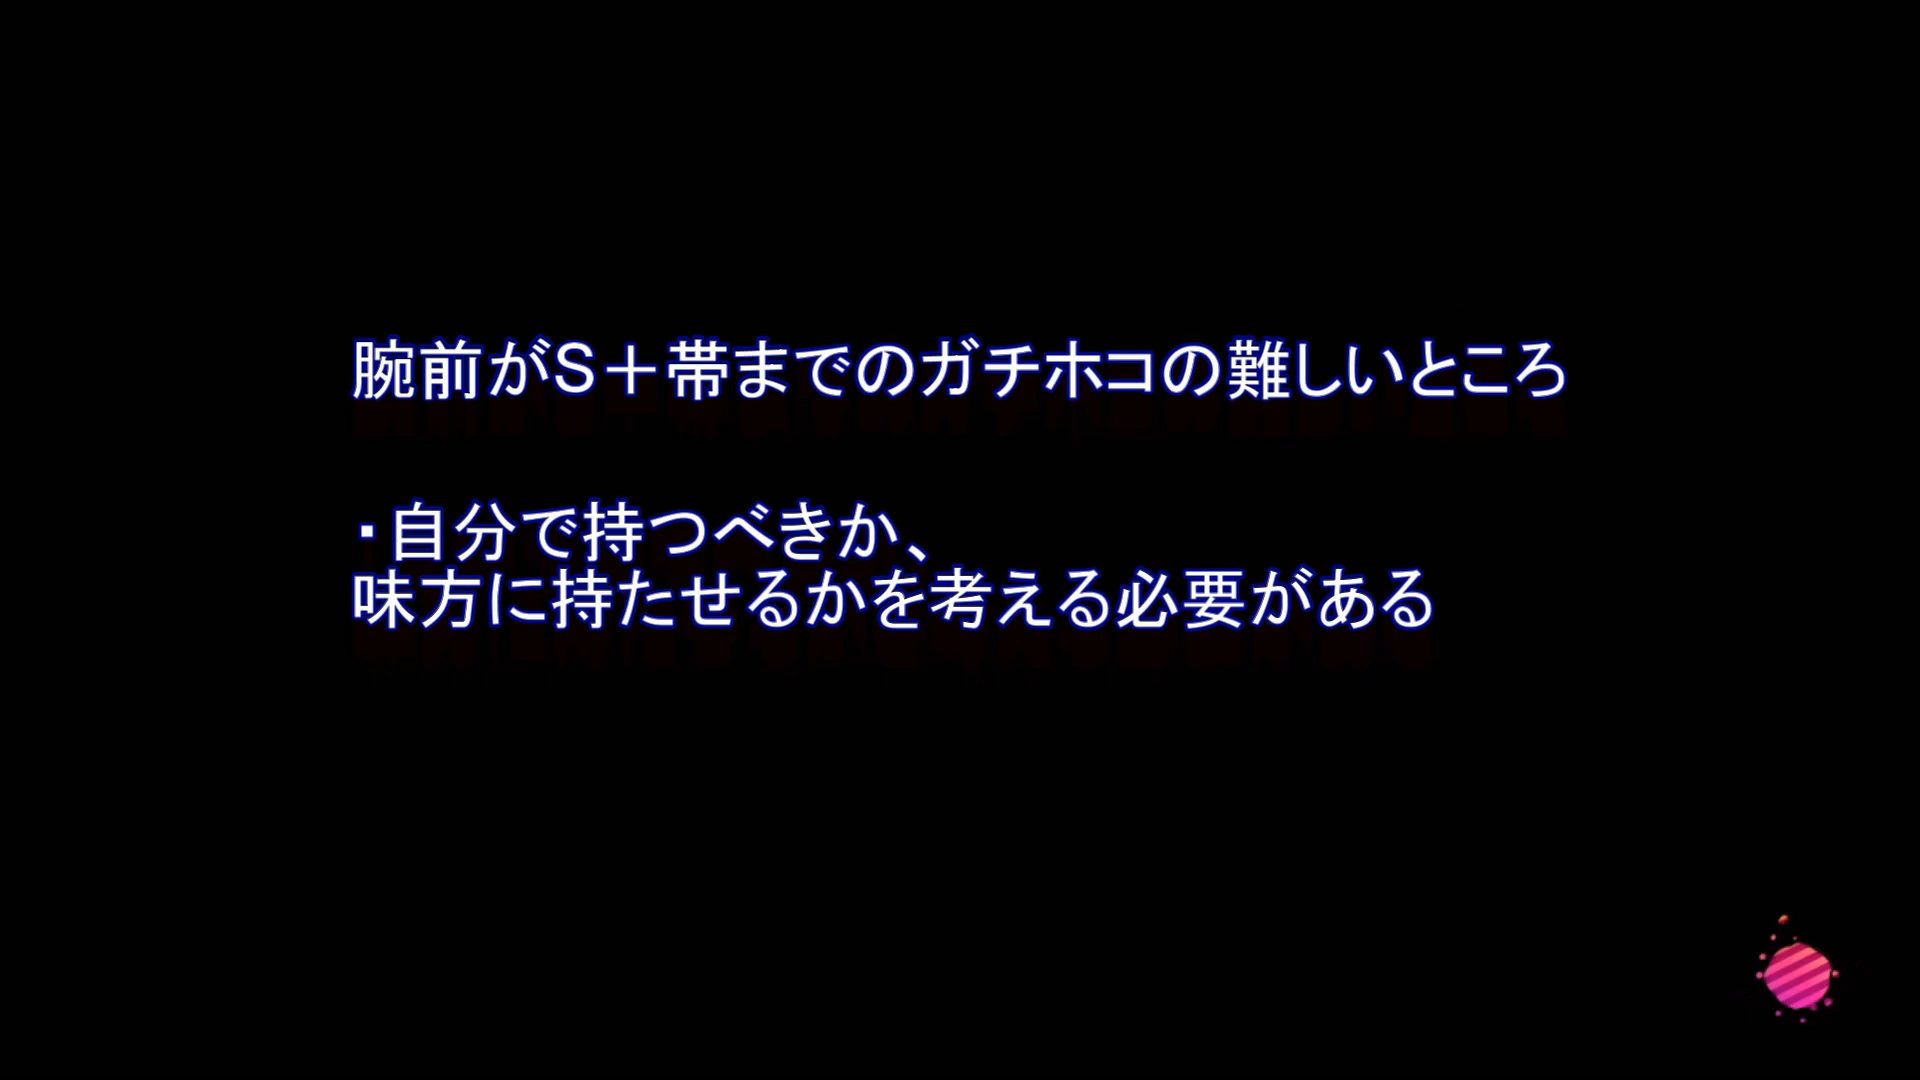 腕前がS＋帯までのガチホコの難しいところ
・自分で持つべきか、
味方に持たせるかを考える必要がある